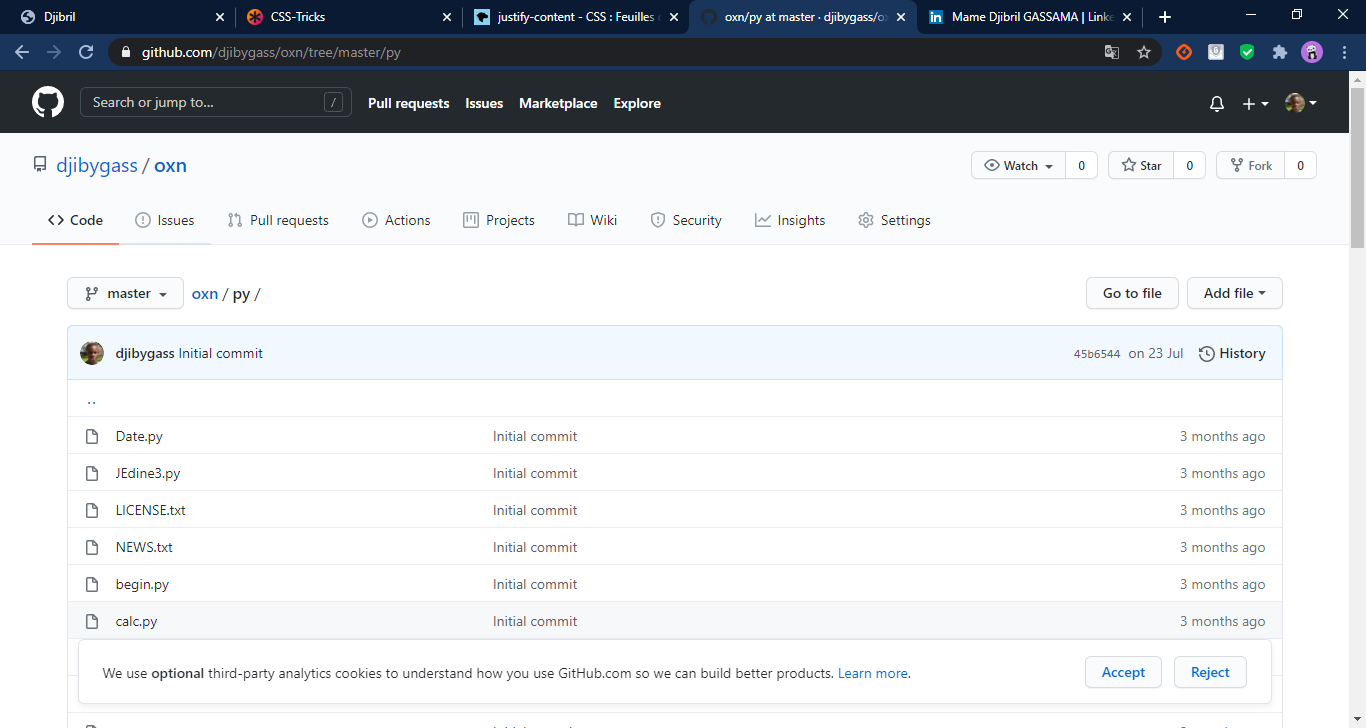 Djibril
CSS-Tricks
justify-content - CSS : Feuilles
oxn/py at master · djibygass/ox
Mame Djibril GASSAMA | Linke
github.com/djibygass/oxn/tree/master/py
Search or jump to...
/
Pull requests
Issues
Marketplace
Explore
djibygass / oxn
Watch
0
Star
0
Fork
0
Code
Issues
Pull requests
Actions
Projects
Wiki
Security
Insights
Settings
master
oxn / py /
Go to file
Add file
djibygass Initial commit
45b6544 on 23 Jul
History
..
Date.py Initial commit 3 months ago
JEdine3.py Initial commit 3 months ago
LICENSE.txt Initial commit 3 months ago
NEWS.txt Initial commit 3 months ago
begin.py Initial commit 3 months ago
calc.py Initial commit 3 months ago
We use optional third-party analytics cookies to understand how you use GitHub.com so we can build better products. Learn more.
Accept
Reject